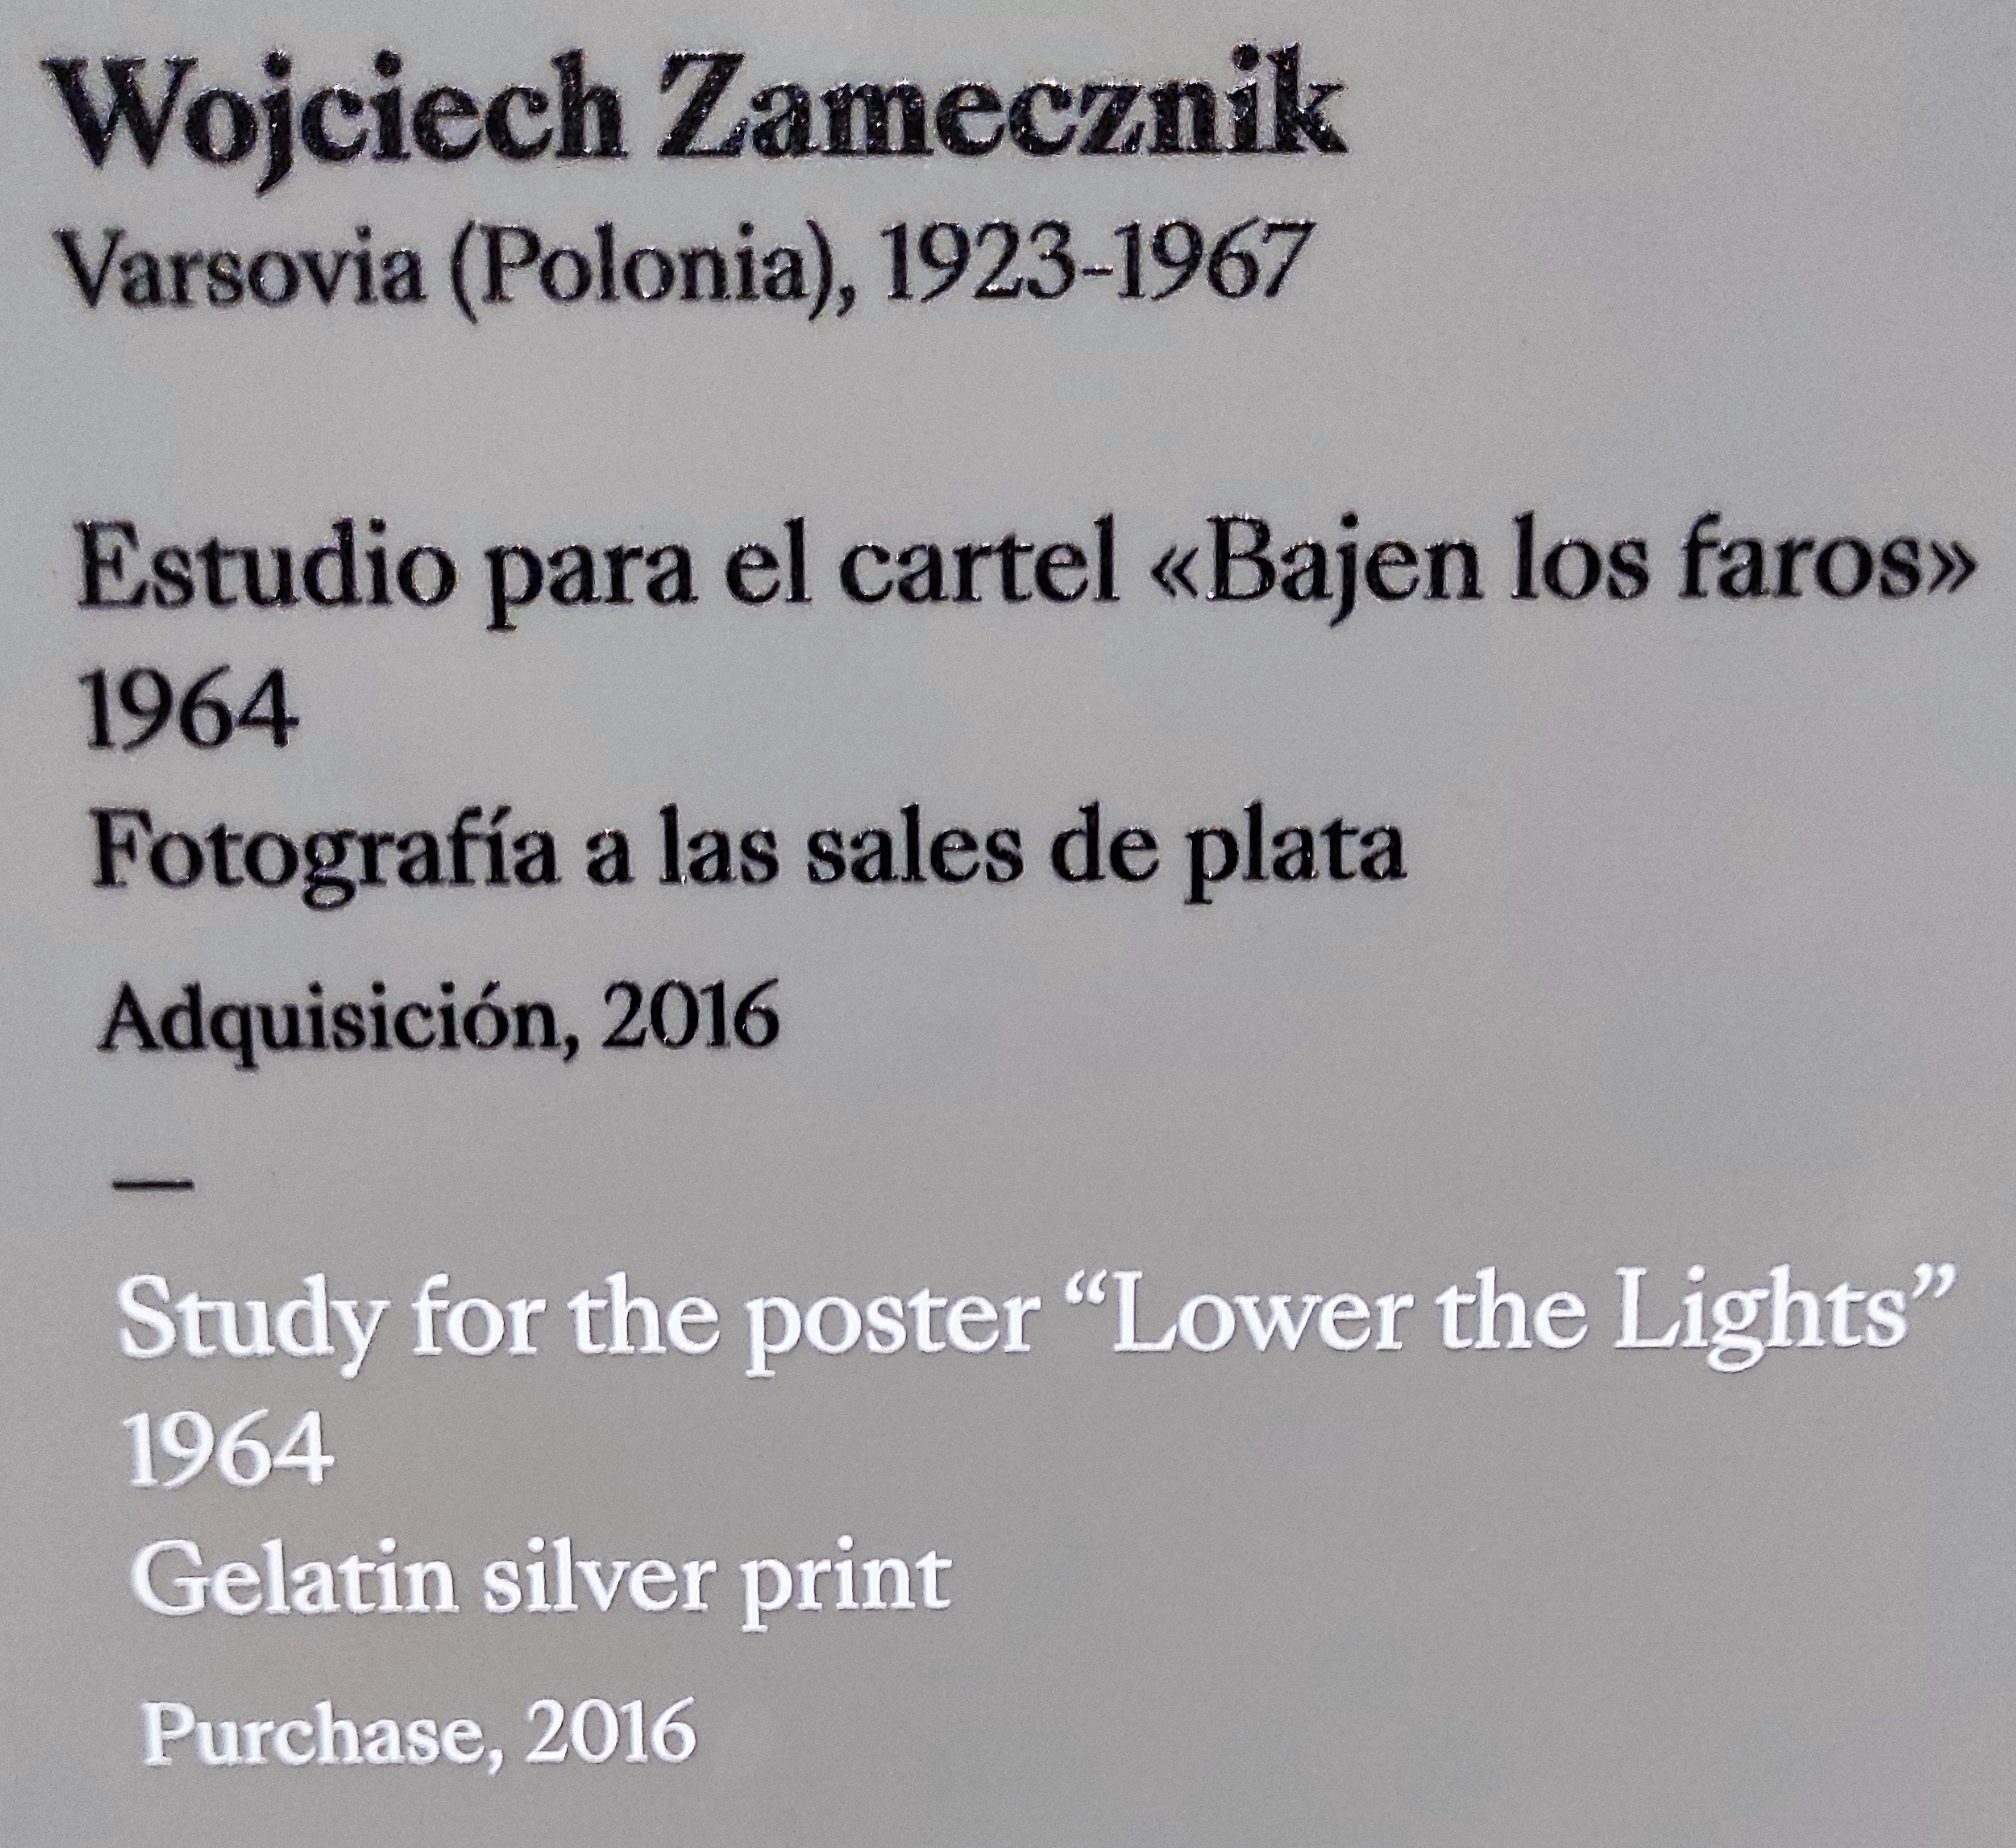 Wojciech Zamecznik
Varsovia (Polonia), 1923-1967
Estudio para el cartel «Bajen los faros»
1964
Fotografía a las sales de plata
Adquisición, 2016
—
Study for the poster “Lower the Lights”
1964
Gelatin silver print
Purchase, 2016